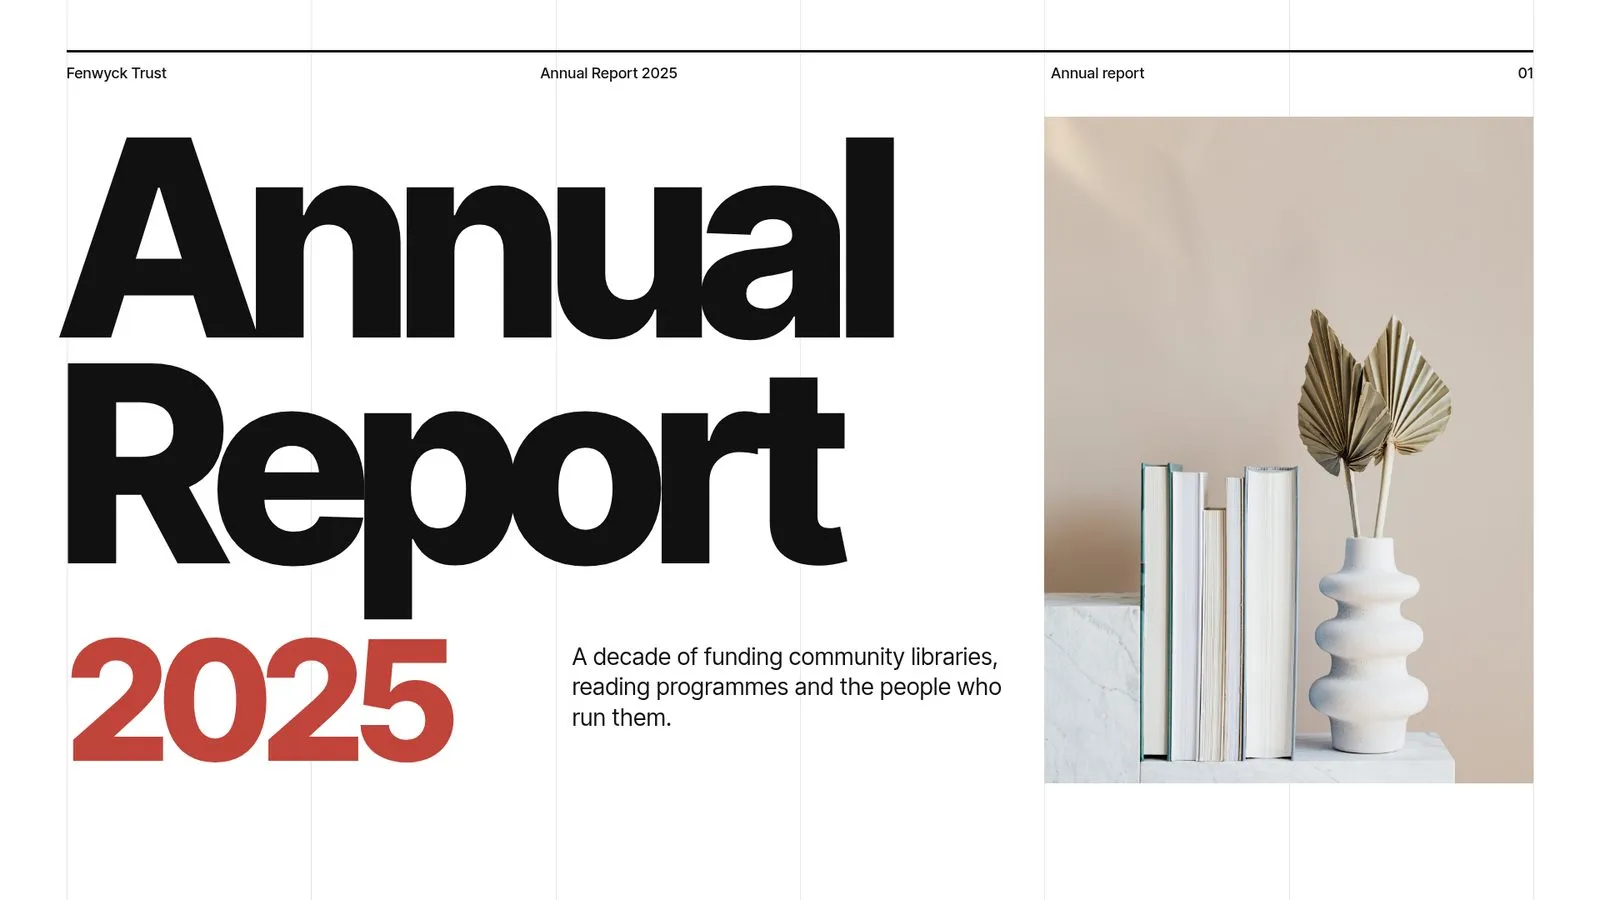 Fenwyck Trust
Annual Report 2025
Annual report
01
Annual
Report
2025
A decade of funding community libraries,
reading programmes and the people who
run them.